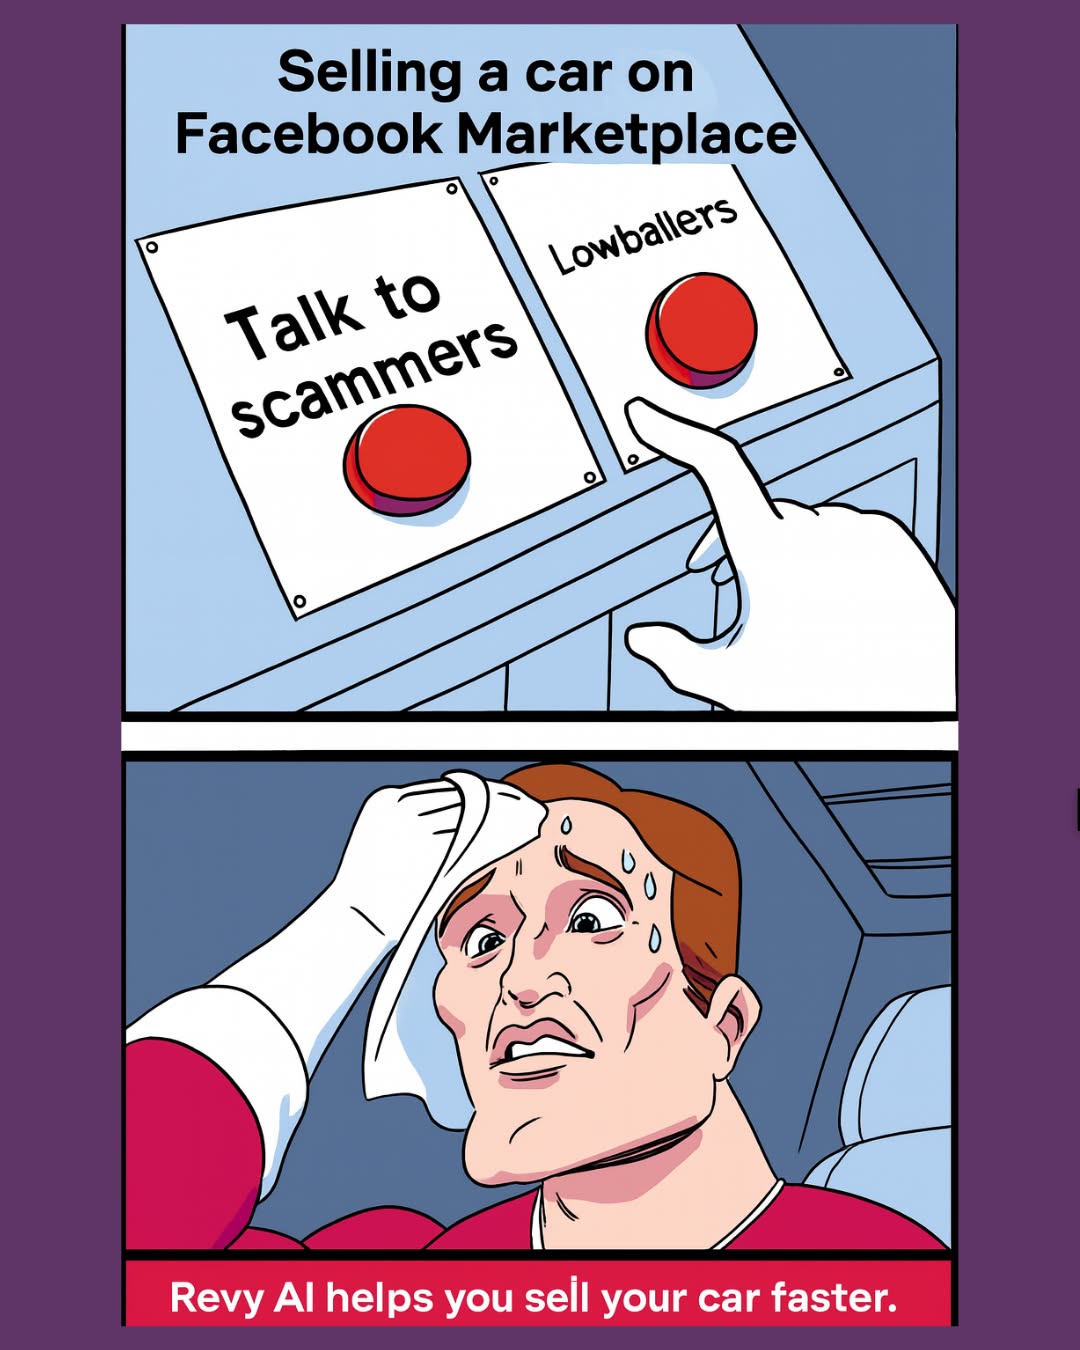 Selling a car on
Facebook Marketplace
Talk to
scammers
Lowballers
Revy AI helps you sell your car faster.